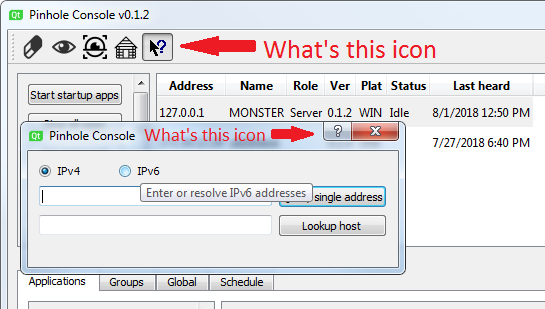 Qt Pinhole Console v0.1.2
? What's this icon
Start startup apps
Address Name Role Ver Plat Status Last heard
127.0.0.1 MONSTER Server 0.1.2 WIN Idle 8/1/2018 12:50 PM
7/27/2018 6:40 PM
Qt Pinhole Console What's this icon ?
IPv4 IPv6
Enter or resolve IPv6 addresses
single address
Lookup host
Applications Groups Global Schedule